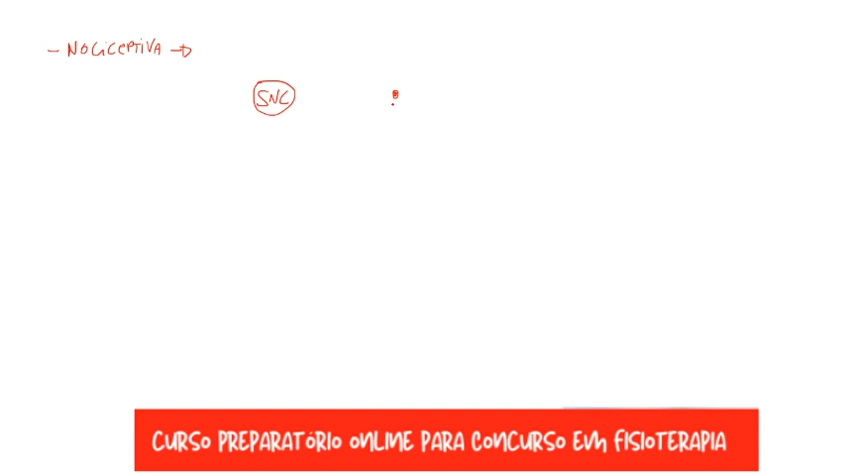 - NOCICEPTIVA →
SNC
CURSO PREPARATÓRIO ONLINE PARA CONCURSO EM FISIOTERAPIA